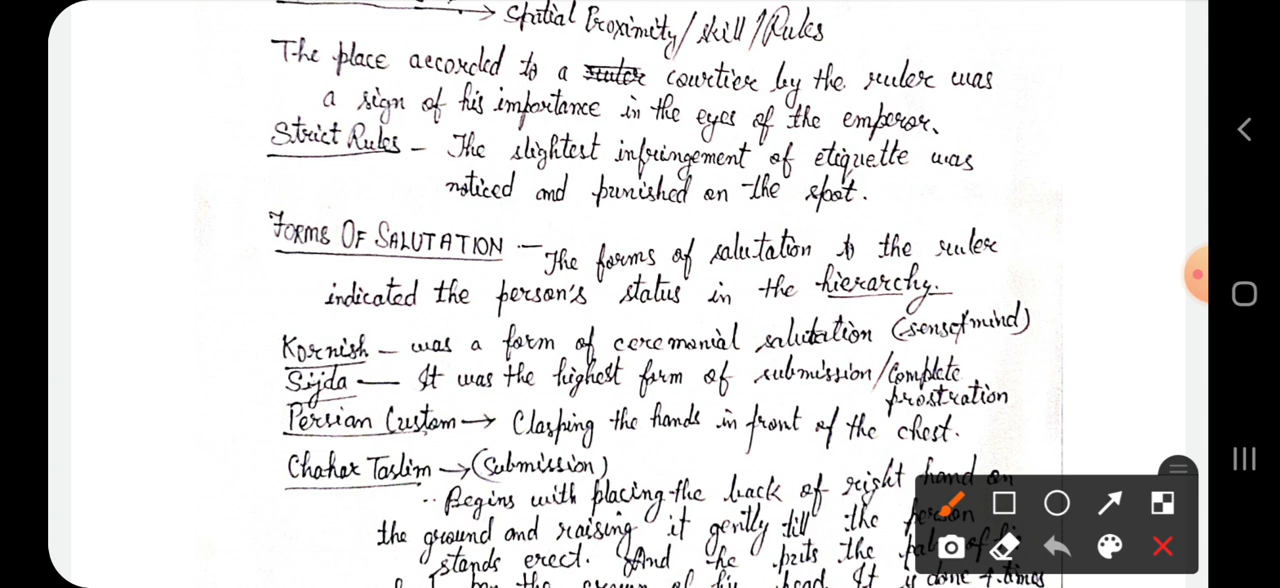 → Spatial Proximity/skill/Rules
The place accorded to a courtier by the ruler was
a sign of his importance in the eyes of the emperor.
Strict Rules - The slightest infringement of etiquette was
noticed and punished on the spot.
FORMS OF SALUTATION - The forms of salutation to the ruler
indicated the person's status in the hierarchy.
Kornish - was a form of ceremonial salutation (sense/mind)
Sijda - It was the highest form of submission/Complete
prostration
Persian Custom → Clasping the hands in front of the chest.
Chahar Taslim → (Submission)
Begins with placing the back of right hand on
the ground and raising it gently till the person
stands erect. And he puts the